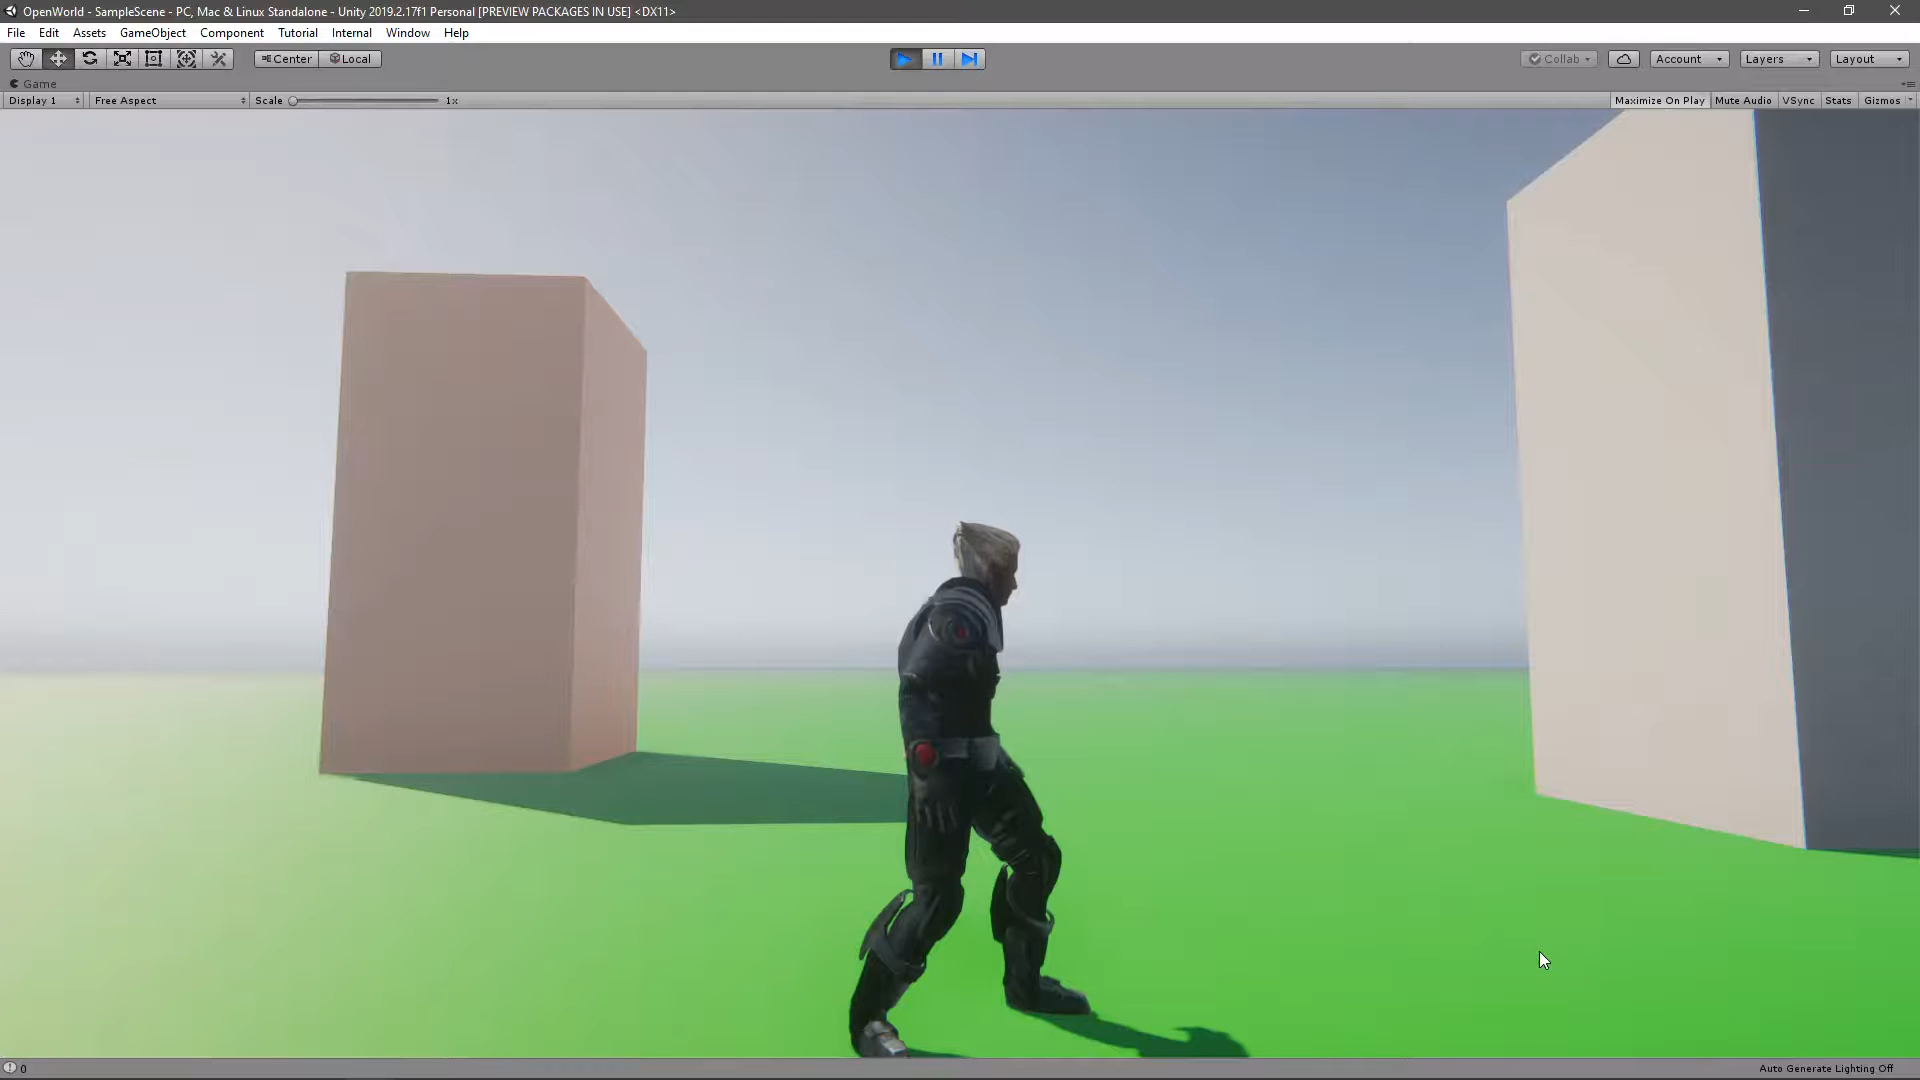 OpenWorld - SampleScene - PC, Mac & Linux Standalone - Unity 2019.2.17f1 Personal [PREVIEW PACKAGES IN USE] <DX11>
File Edit Assets GameObject Component Tutorial Internal Window Help
Center Local Collab Account Layers Layout
Game
Display 1 Free Aspect Scale 1x Maximize On Play Mute Audio VSync Stats Gizmos
0 Auto Generate Lighting Off